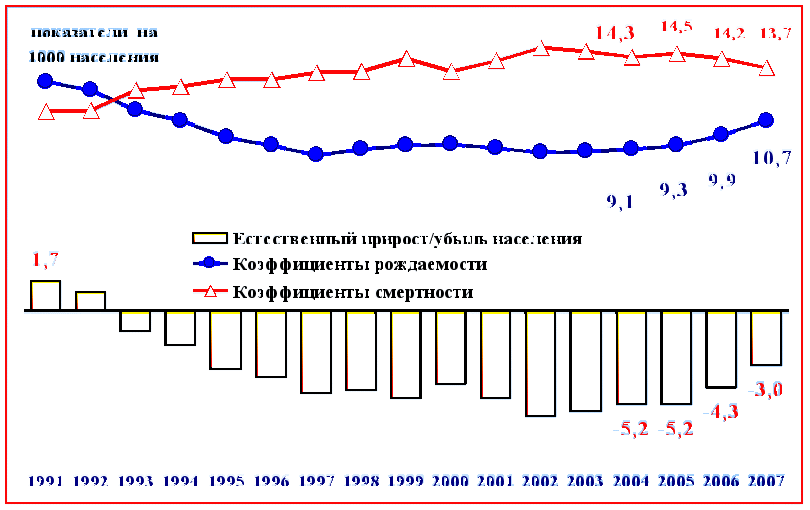 показатели на
1000 населения
14,3 14,5 14,2 13,7
9,1 9,3 9,9 10,7
Естественный прирост/убыль населения
Коэффициенты рождаемости
Коэффициенты смертности
1,7
-5,2 -5,2 -4,3 -3,0
1991 1992 1993 1994 1995 1996 1997 1998 1999 2000 2001 2002 2003 2004 2005 2006 2007